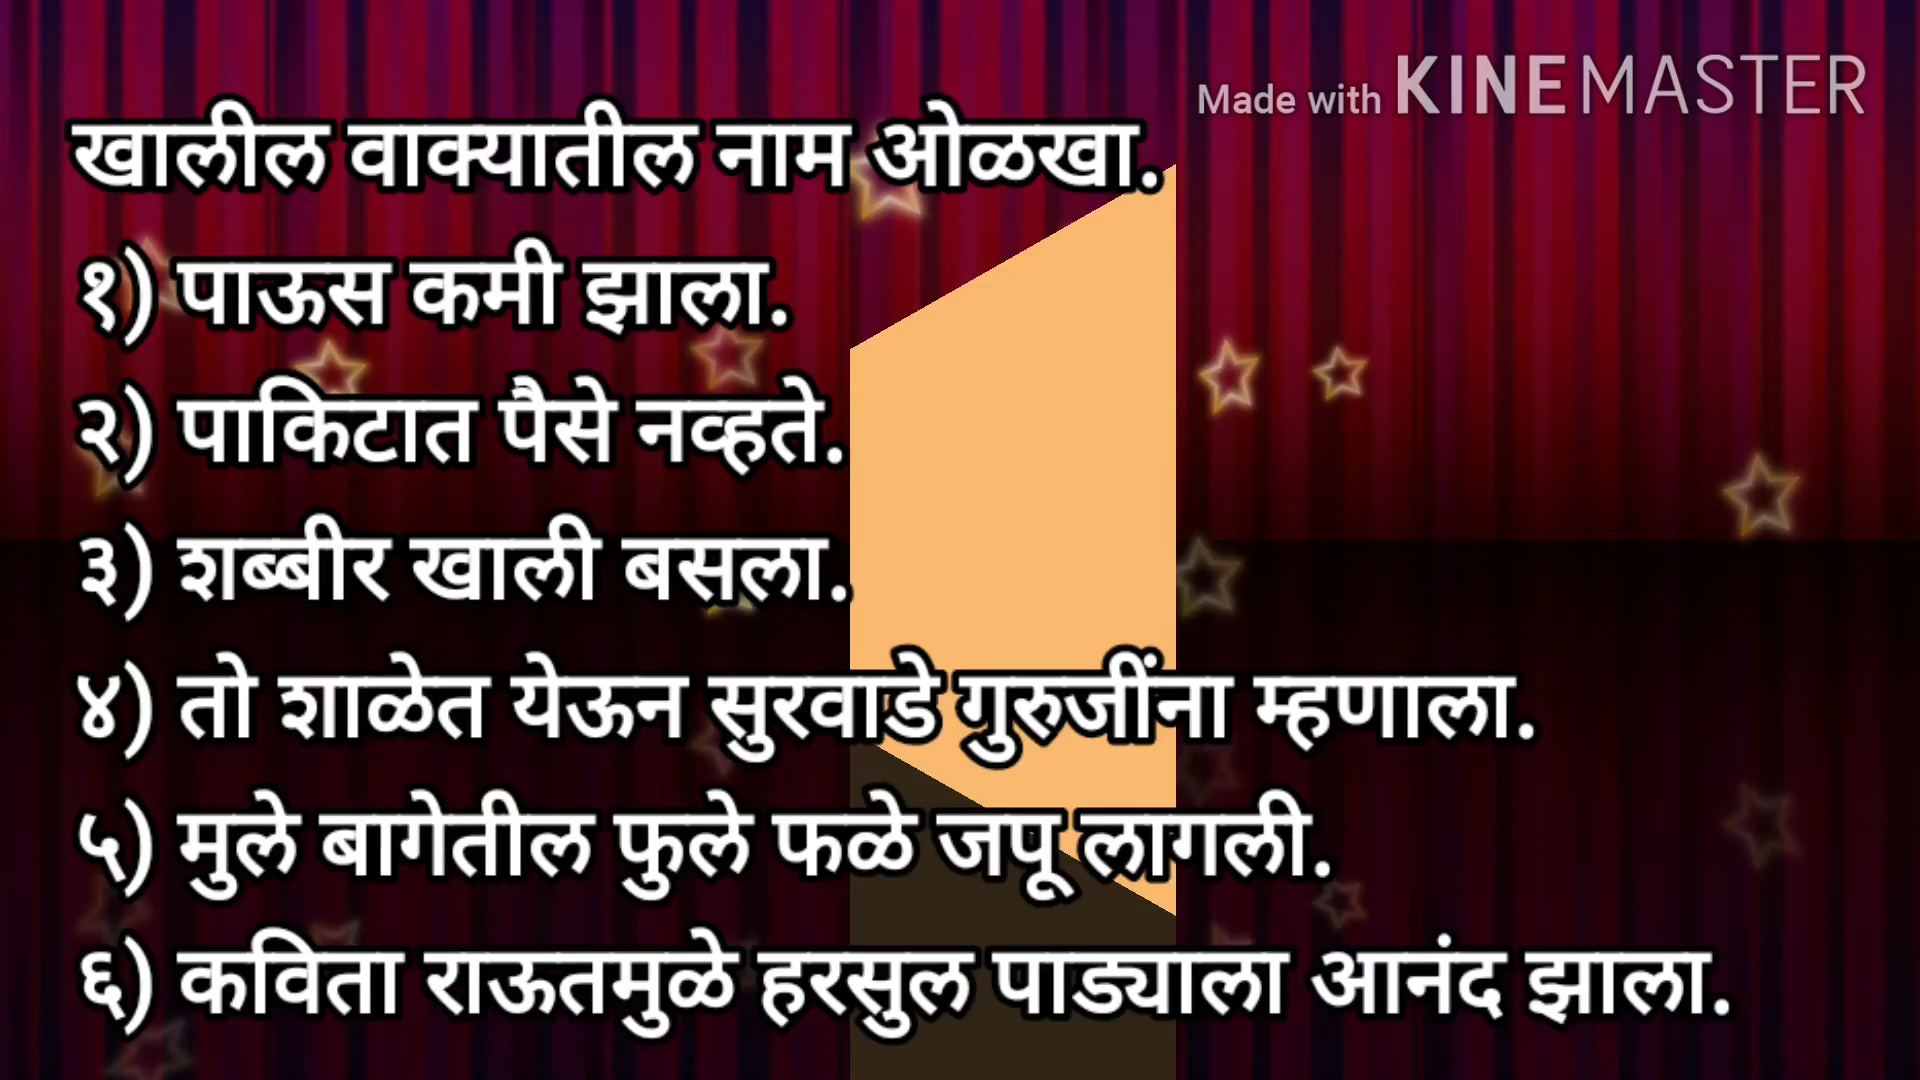 Made with KINEMASTER
खालील वाक्यातील नाम ओळखा.
१) पाऊस कमी झाला.
२) पाकिटात पैसे नव्हते.
३) शब्बीर खाली बसला.
४) तो शाळेत येऊन सुरवाडे गुरुजींना म्हणाला.
५) मुले बागेतील फुले फळे जपू लागली.
६) कविता राऊतमुळे हरसुल पाड्याला आनंद झाला.